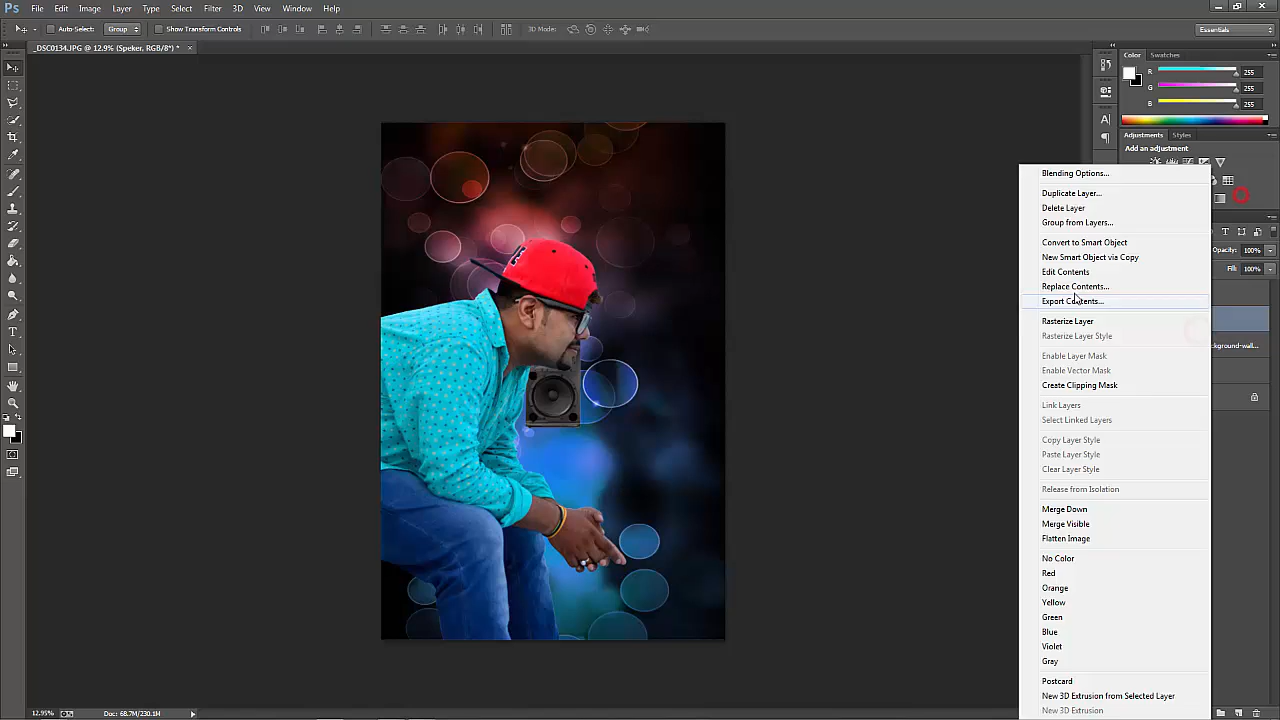 Ps File Edit Image Layer Type Select Filter 3D View Window Help
Auto-Select: Group Show Transform Controls 3D Mode: Essentials
_DSC0134.JPG @ 12.9% (Speker, RGB/8*) * ×
Color Swatches
R 255
G 255
B 255
Adjustments Styles
Add an adjustment
Blending Options...
Duplicate Layer...
Delete Layer
Group from Layers...
Convert to Smart Object
Opacity: 100%
New Smart Object via Copy
Fill: 100%
Edit Contents
Replace Contents...
Export Contents...
Rasterize Layer
Rasterize Layer Style
ckground-wall...
Enable Layer Mask
Enable Vector Mask
Create Clipping Mask
Link Layers
Select Linked Layers
Copy Layer Style
Paste Layer Style
Clear Layer Style
Release from Isolation
Merge Down
Merge Visible
Flatten Image
No Color
Red
Orange
Yellow
Green
Blue
Violet
Gray
Postcard
New 3D Extrusion from Selected Layer
New 3D Extrusion
12.95% Doc: 68.7M/230.1M